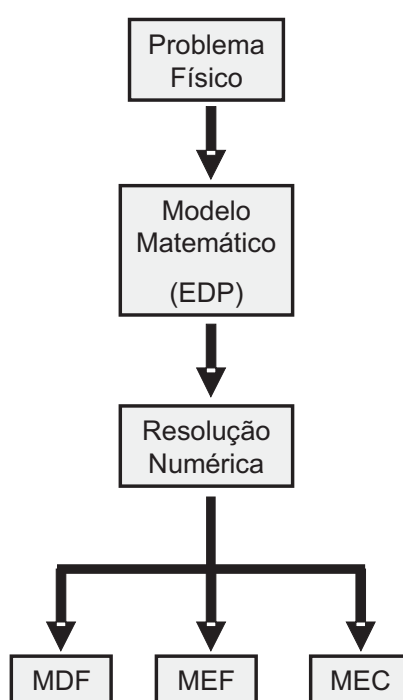 Problema
Físico
Modelo
Matemático
(EDP)
Resolução
Numérica
MDF
MEF
MEC